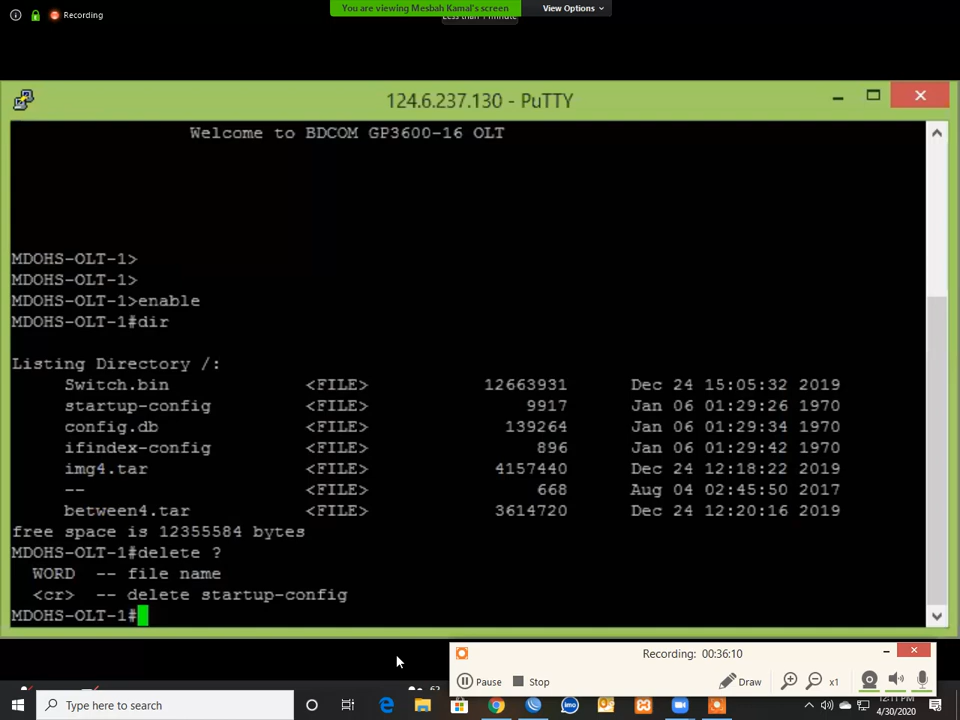 Recording
You are viewing Mesbah Kamal's screen
View Options
Less than 1 minute
124.6.237.130 - PuTTY
Welcome to BDCOM GP3600-16 OLT
MDOHS-OLT-1>
MDOHS-OLT-1>
MDOHS-OLT-1>enable
MDOHS-OLT-1#dir
Listing Directory /:
Switch.bin <FILE> 12663931 Dec 24 15:05:32 2019
startup-config <FILE> 9917 Jan 06 01:29:26 1970
config.db <FILE> 139264 Jan 06 01:29:34 1970
ifindex-config <FILE> 896 Jan 06 01:29:42 1970
img4.tar <FILE> 4157440 Dec 24 12:18:22 2019
-- <FILE> 668 Aug 04 02:45:50 2017
between4.tar <FILE> 3614720 Dec 24 12:20:16 2019
free space is 12355584 bytes
MDOHS-OLT-1#delete ?
WORD -- file name
<cr> -- delete startup-config
MDOHS-OLT-1#
Recording: 00:36:10
Pause Stop Draw x1
Type here to search
imo
4/30/2020